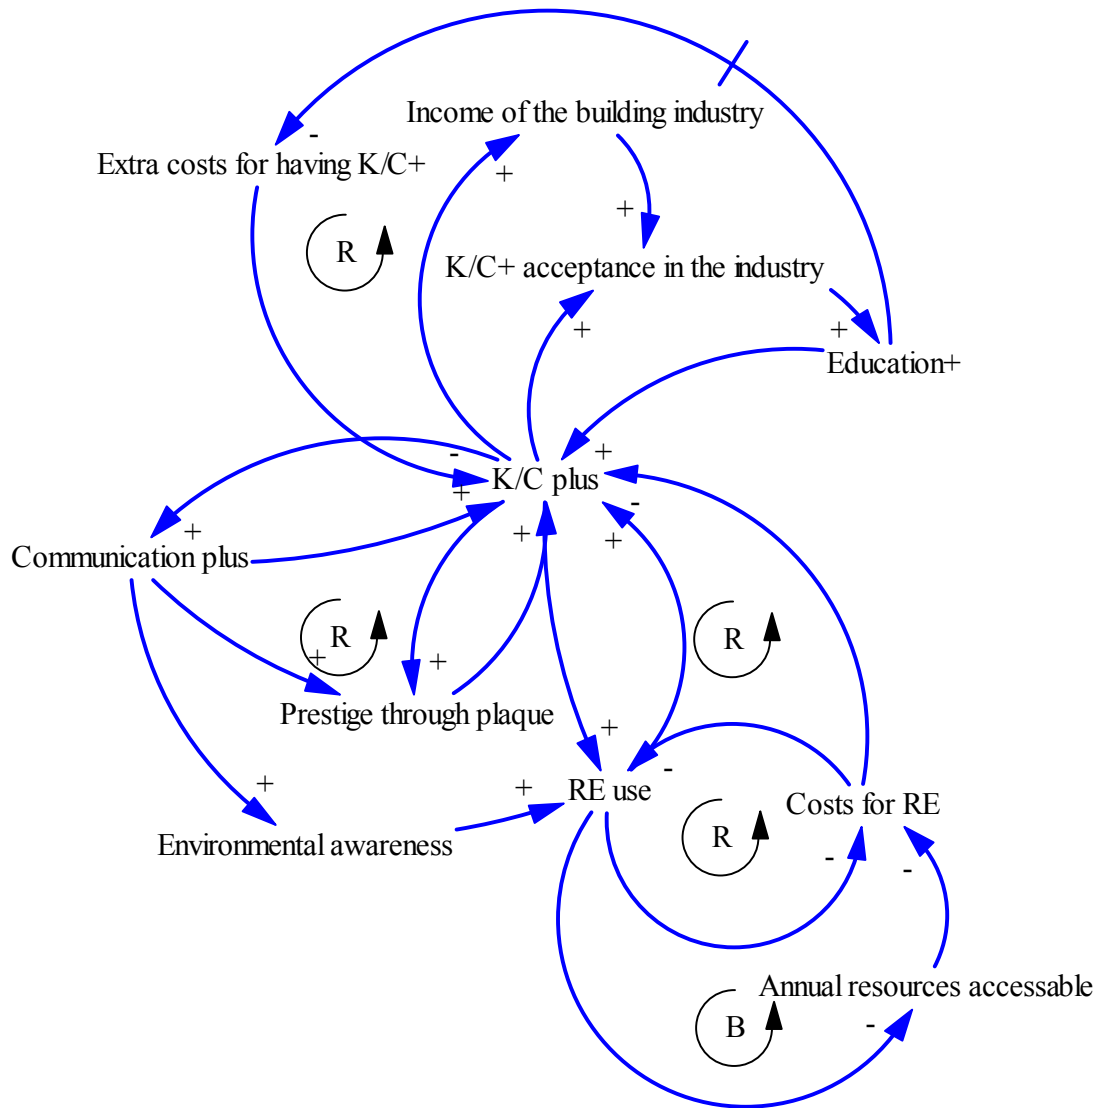 Income of the building industry
-
Extra costs for having K/C+
+
+
R
K/C+ acceptance in the industry
+
+
Education+
-
+
K/C plus
+
-
+
+
+
Communication plus
R
R
+
+
Prestige through plaque
+
-
+
+
RE use
Costs for RE
R
Environmental awareness
-
-
Annual resources accessable
B
-